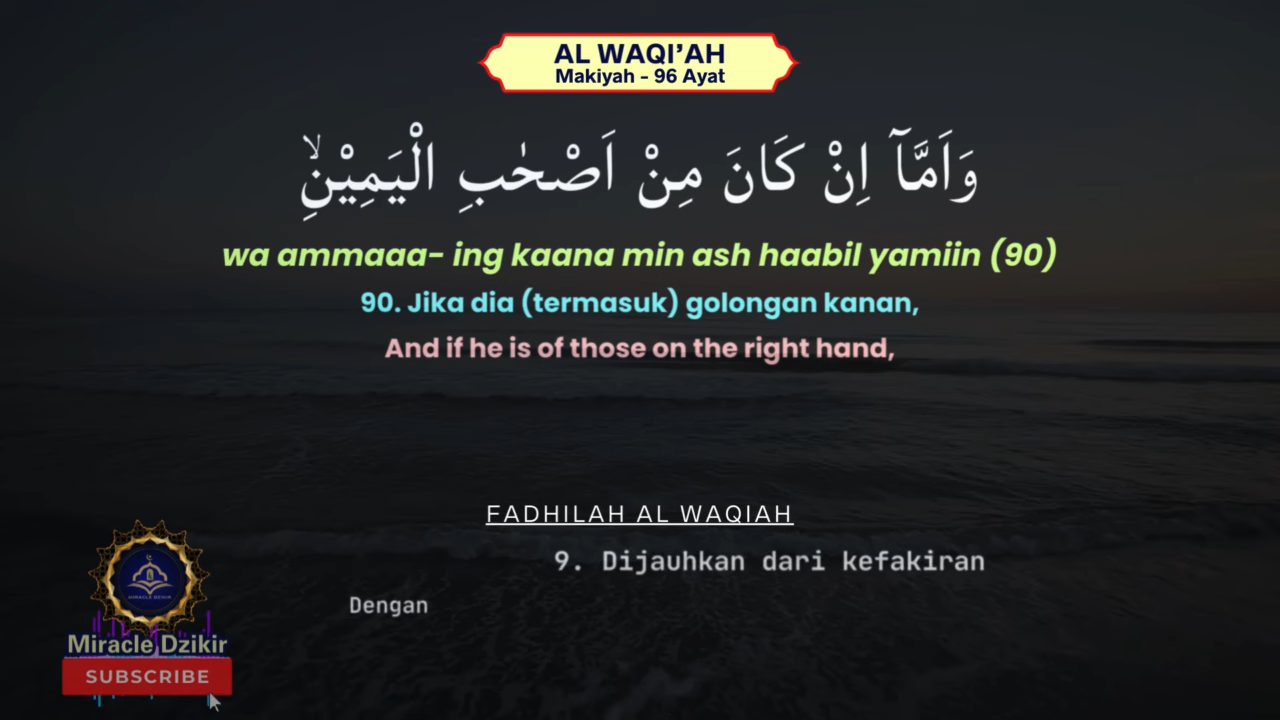 AL WAQI'AH
Makiyah - 96 Ayat
وَاَمَّآ اِنْ كَانَ مِنْ اَصْحٰبِ الْيَمِيْنِۙ
wa ammaaa- ing kaana min ash haabil yamiin (90)
90. Jika dia (termasuk) golongan kanan,
And if he is of those on the right hand,
FADHILAH AL WAQIAH
9. Dijauhkan dari kefakiran
Dengan
MIRACLE DZIKIR
Miracle Dzikir
SUBSCRIBE